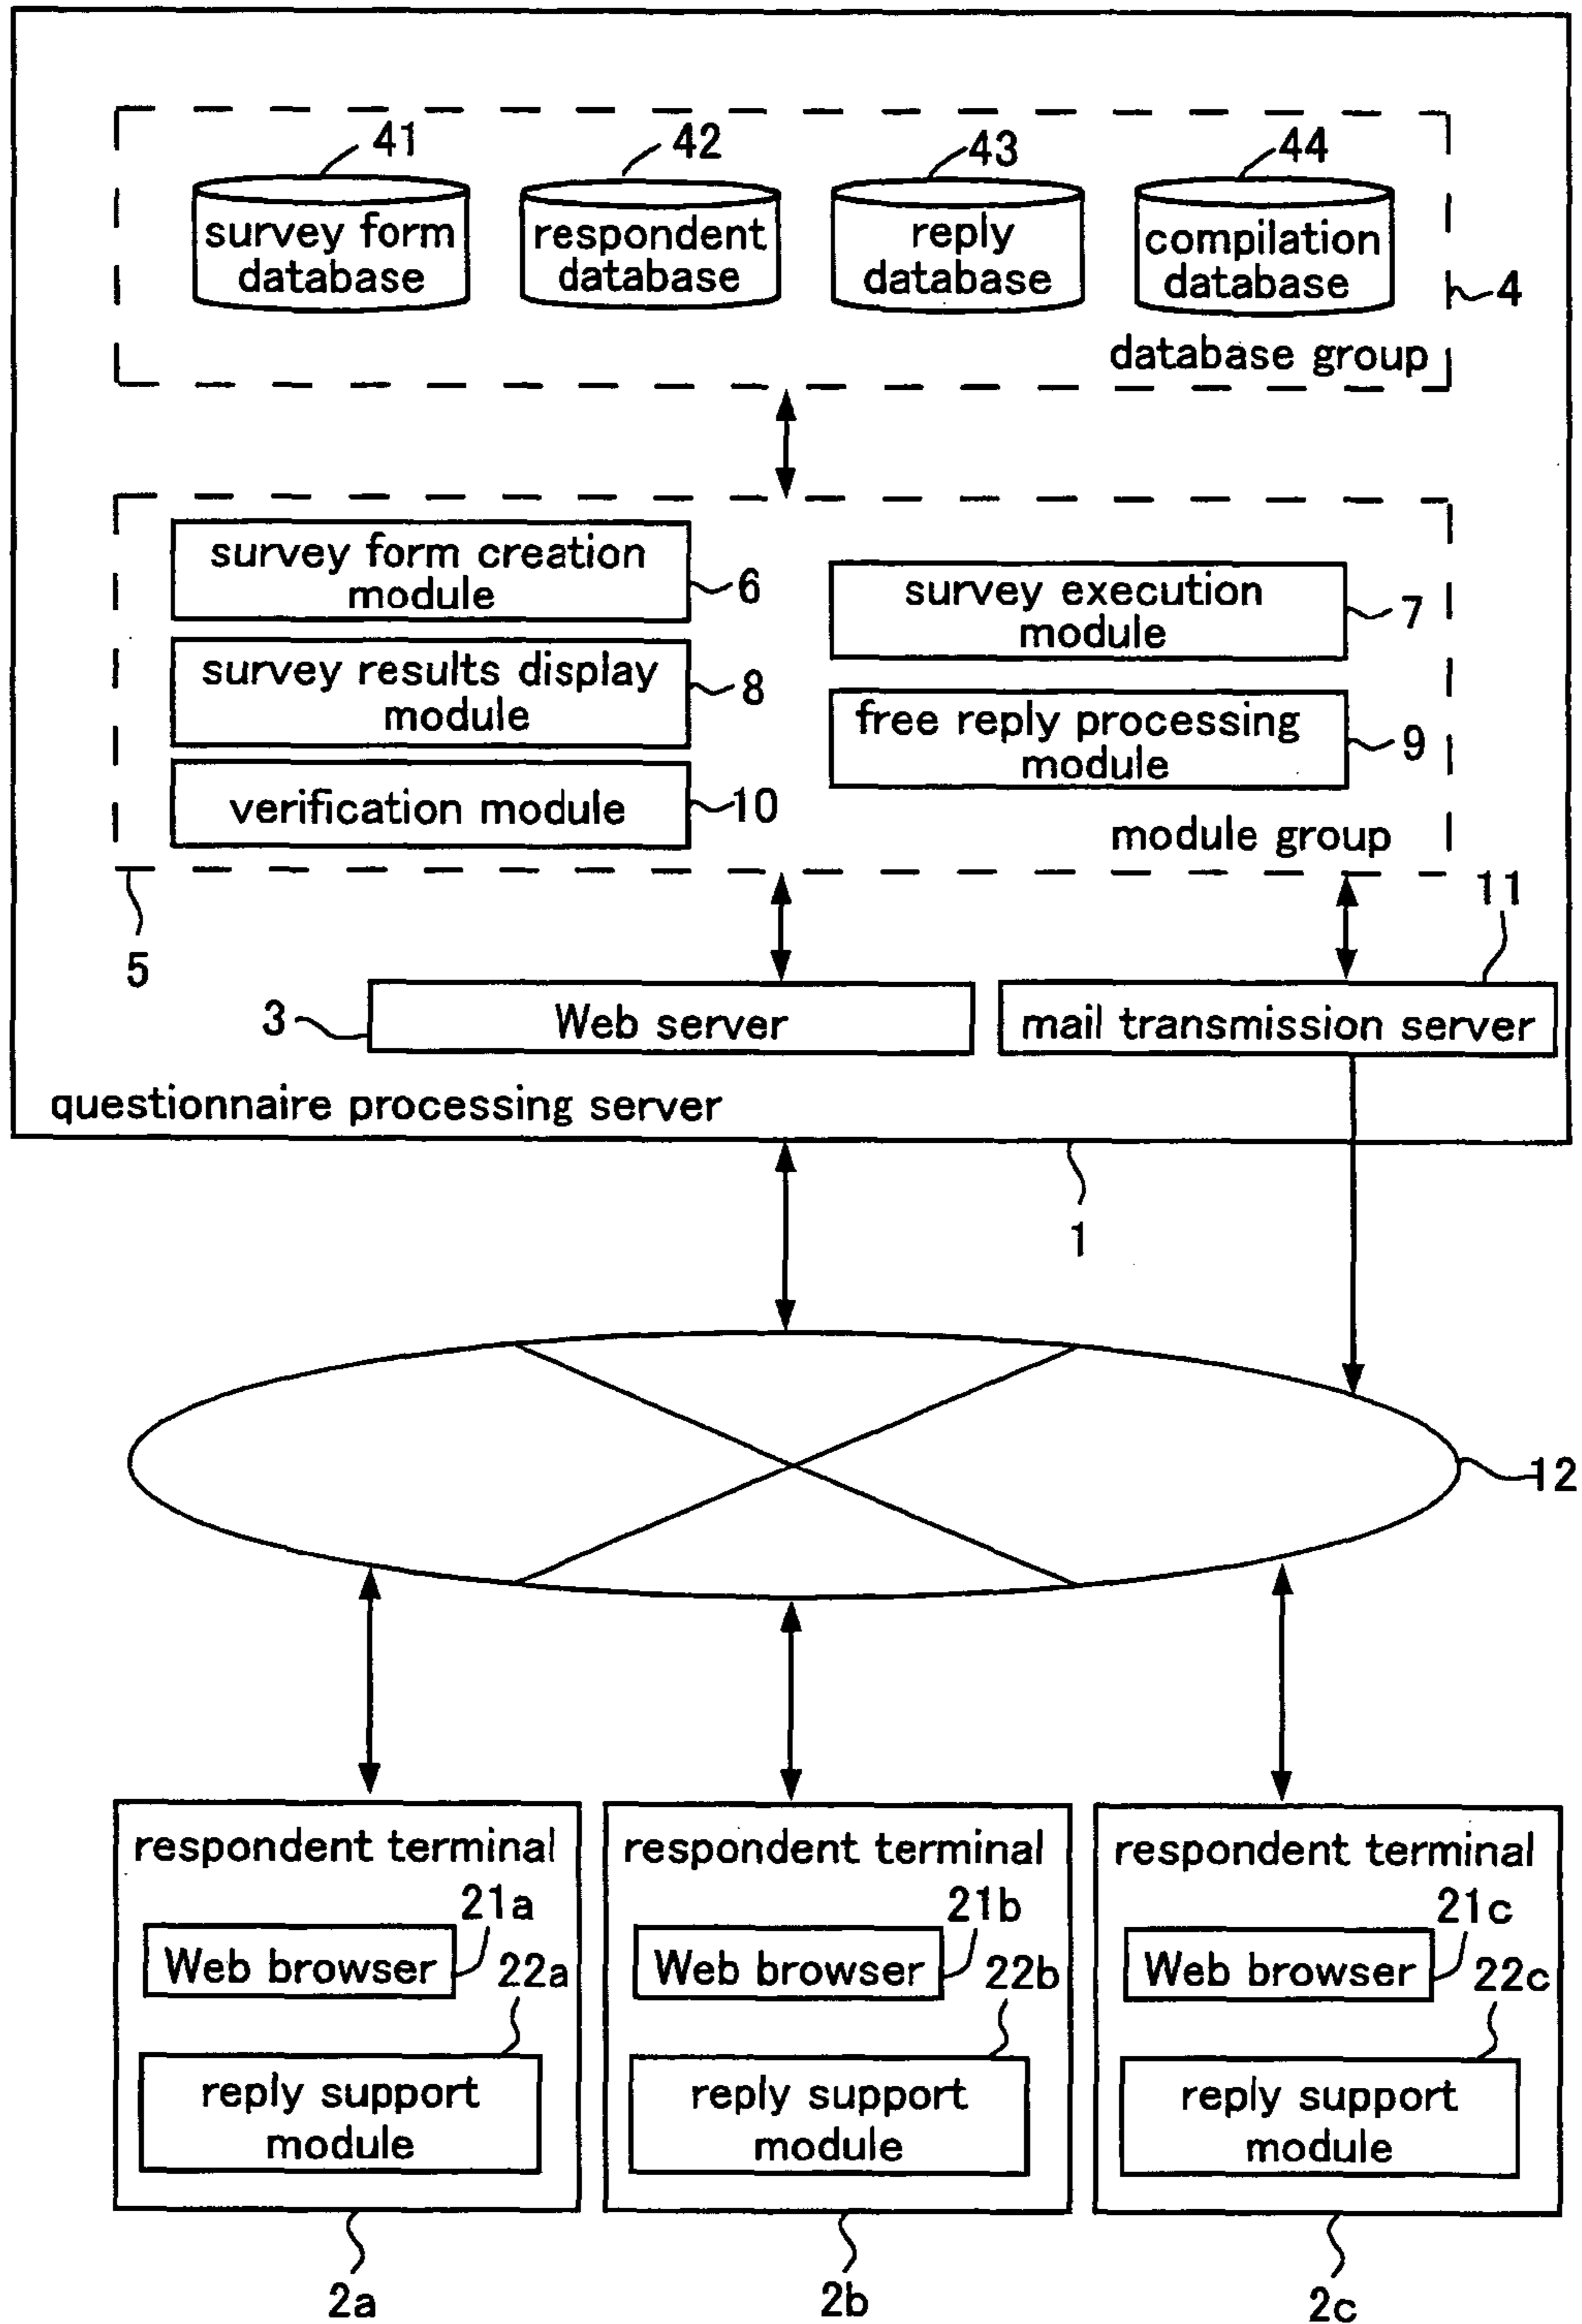 41
42
43
44
survey form
database
respondent
database
reply
database
compilation
database
4
database group
survey form creation
module
6
survey execution
module
7
survey results display
module
8
free reply processing
module
9
verification module
10
module group
11
5
3
Web server
mail transmission server
questionnaire processing server
1
12
respondent terminal
21a
Web browser
22a
reply support
module
2a
respondent terminal
21b
Web browser
22b
reply support
module
2b
respondent terminal
21c
Web browser
22c
reply support
module
2c